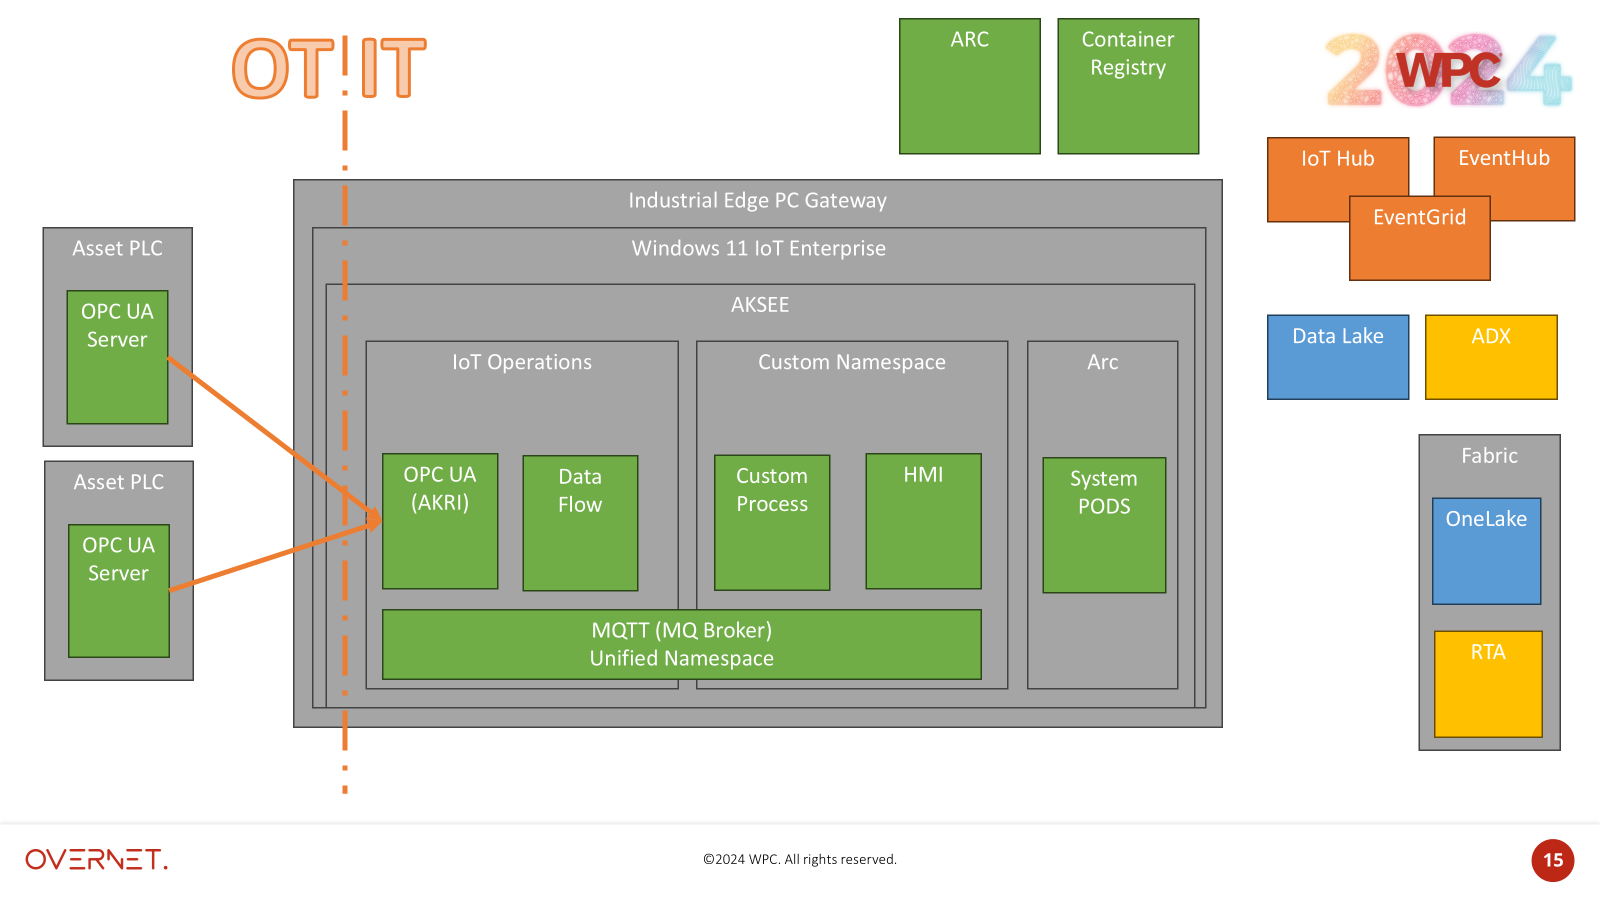 OT IT
ARC
Container
Registry
2024
WPC
IoT Hub
EventHub
EventGrid
Industrial Edge PC Gateway
Windows 11 IoT Enterprise
AKSEE
Asset PLC
OPC UA
Server
Asset PLC
OPC UA
Server
IoT Operations
OPC UA
(AKRI)
Data
Flow
Custom Namespace
Custom
Process
HMI
Arc
System
PODS
MQTT (MQ Broker)
Unified Namespace
Data Lake
ADX
Fabric
OneLake
RTA
OVERNET.
©2024 WPC. All rights reserved.
15